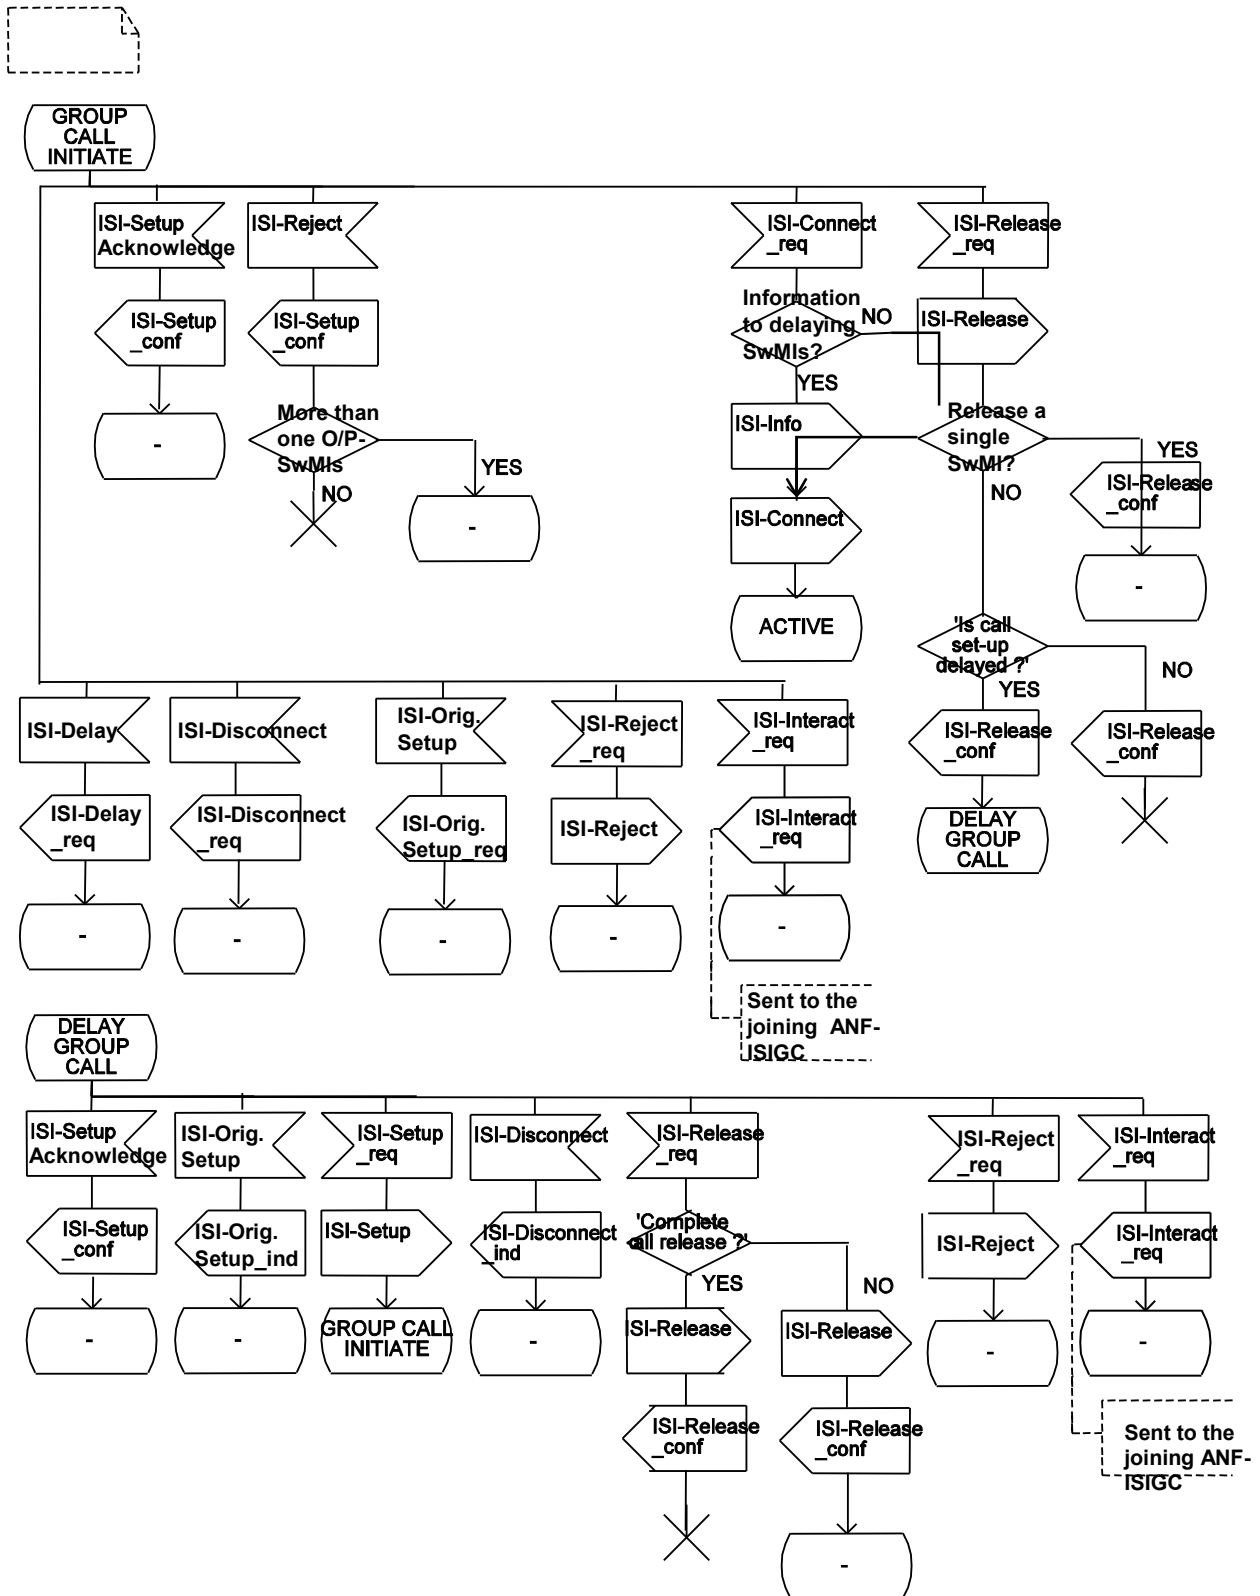 GROUP
CALL
INITIATE
ISI-Setup
Acknowledge
ISI-Reject
ISI-Connect
_req
ISI-Release
_req
ISI-Setup
_conf
ISI-Setup
_conf
Information
to delaying
SwMIs?
NO
YES
ISI-Release
-
More than
one O/P-
SwMIs
YES
NO
-
ISI-Info
Release a
single
SwMI?
YES
NO
ISI-Release
_conf
-
ISI-Connect
ACTIVE
'Is call
set-up
delayed ?'
YES
NO
ISI-Release
_conf
ISI-Release
_conf
DELAY
GROUP
CALL
ISI-Delay
ISI-Disconnect
ISI-Orig.
Setup
ISI-Reject
_req
ISI-Interact
_req
ISI-Delay
_req
ISI-Disconnect
_req
ISI-Orig.
Setup_req
ISI-Reject
ISI-Interact
_req
-
-
-
-
-
Sent to the
joining ANF-
ISIGC
DELAY
GROUP
CALL
ISI-Setup
Acknowledge
ISI-Orig.
Setup
ISI-Setup
_req
ISI-Disconnect
ISI-Release
_req
ISI-Reject
_req
ISI-Interact
_req
ISI-Setup
_conf
ISI-Orig.
Setup_ind
ISI-Setup
ISI-Disconnect
_ind
'Complete
call release ?'
YES
NO
ISI-Reject
ISI-Interact
_req
-
-
GROUP CALL
INITIATE
-
ISI-Release
ISI-Release
-
-
ISI-Release
_conf
ISI-Release
_conf
Sent to the
joining ANF-
ISIGC
-